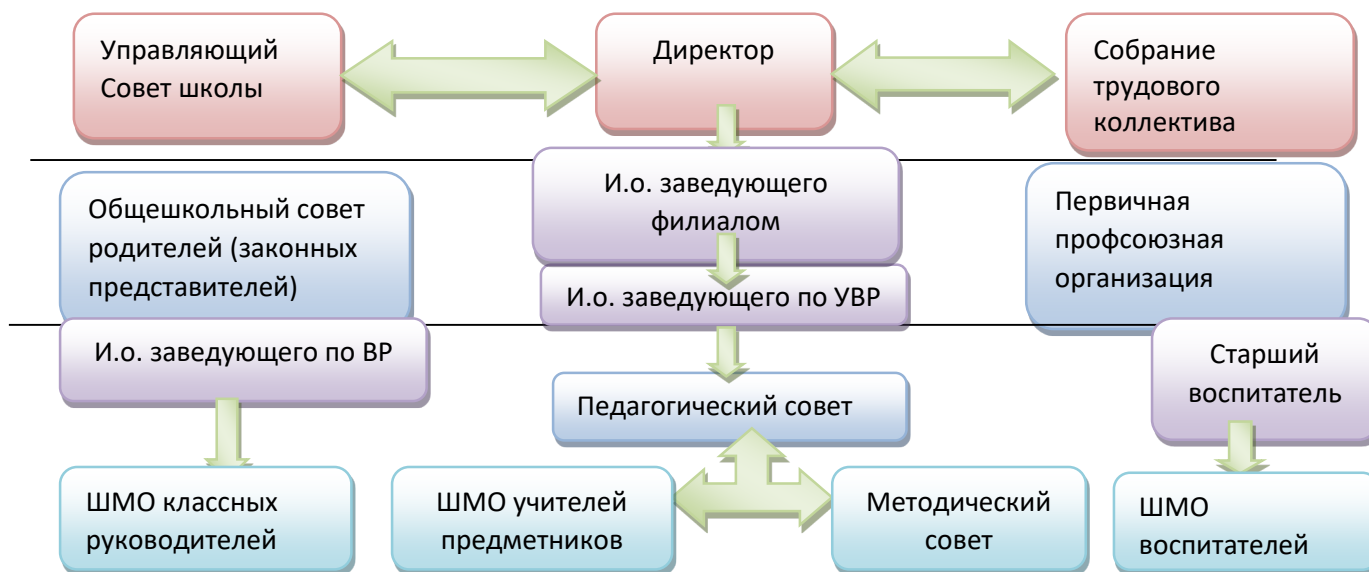 Управляющий
Совет школы
Директор
Собрание
трудового
коллектива
Общешкольный совет
родителей (законных
представителей)
И.о. заведующего
филиалом
Первичная
профсоюзная
организация
И.о. заведующего по УВР
И.о. заведующего по ВР
Педагогический совет
Старший
воспитатель
ШМО классных
руководителей
ШМО учителей
предметников
Методический
совет
ШМО
воспитателей